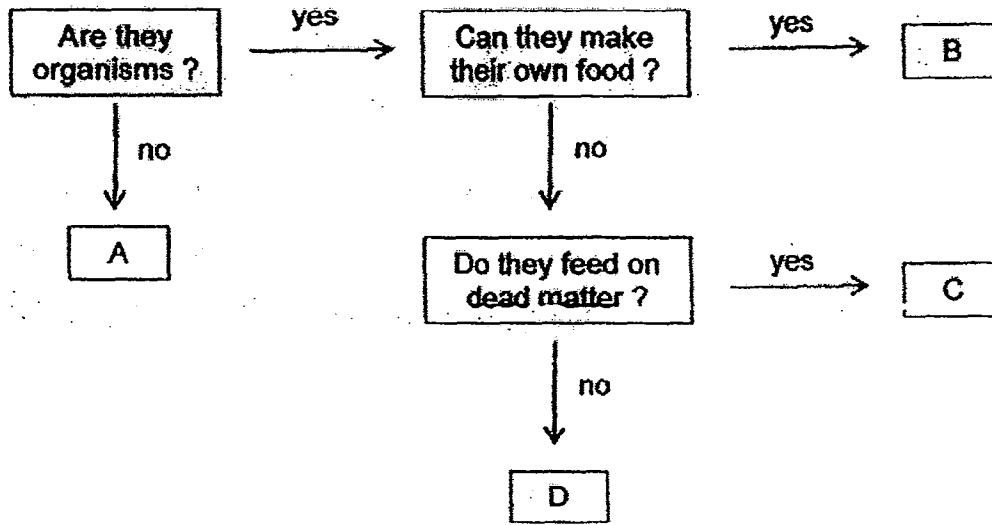 Are they
organisms ?
yes
Can they make
their own food ?
yes
B
no
no
A
Do they feed on
dead matter ?
yes
C
no
D